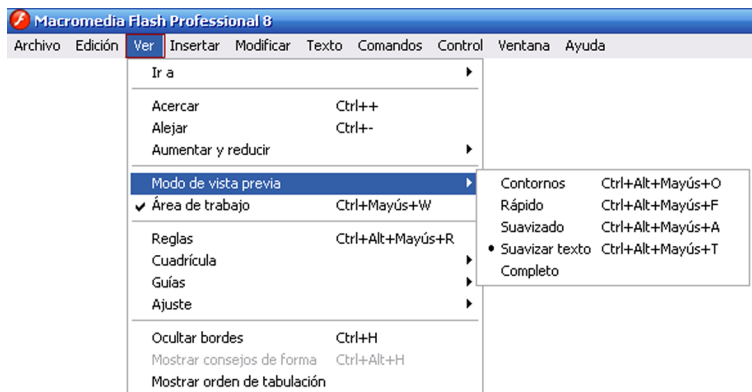 Macromedia Flash Professional 8
Archivo Edición Ver Insertar Modificar Texto Comandos Control Ventana Ayuda
Ir a
Acercar Ctrl++
Alejar Ctrl+-
Aumentar y reducir
Modo de vista previa
Área de trabajo Ctrl+Mayús+W
Reglas Ctrl+Alt+Mayús+R
Cuadrícula
Guías
Ajuste
Ocultar bordes Ctrl+H
Mostrar consejos de forma Ctrl+Alt+H
Mostrar orden de tabulación
Contornos Ctrl+Alt+Mayús+O
Rápido Ctrl+Alt+Mayús+F
Suavizado Ctrl+Alt+Mayús+A
Suavizar texto Ctrl+Alt+Mayús+T
Completo